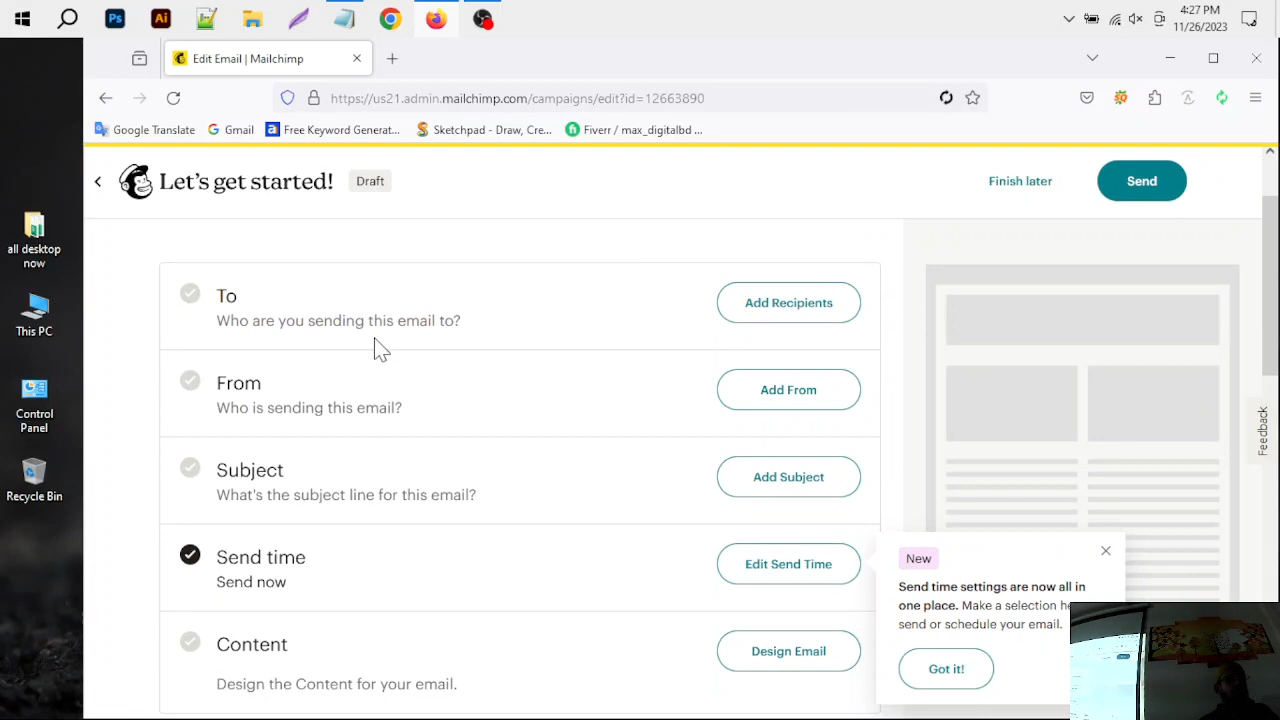 4:27 PM
11/26/2023
Edit Email | Mailchimp
https://us21.admin.mailchimp.com/campaigns/edit?id=12663890
Google Translate
Gmail
Free Keyword Generat...
Sketchpad - Draw, Cre...
Fiverr / max_digitalbd ...
Let's get started!
Draft
Finish later
Send
all desktop
now
This PC
Control
Panel
Recycle Bin
To
Who are you sending this email to?
Add Recipients
From
Who is sending this email?
Add From
Subject
What's the subject line for this email?
Add Subject
Send time
Send now
Edit Send Time
Content
Design the Content for your email.
Design Email
New
Send time settings are now all in
one place. Make a selection
send or schedule your email.
Got it!
Feedback
Ps
Ai